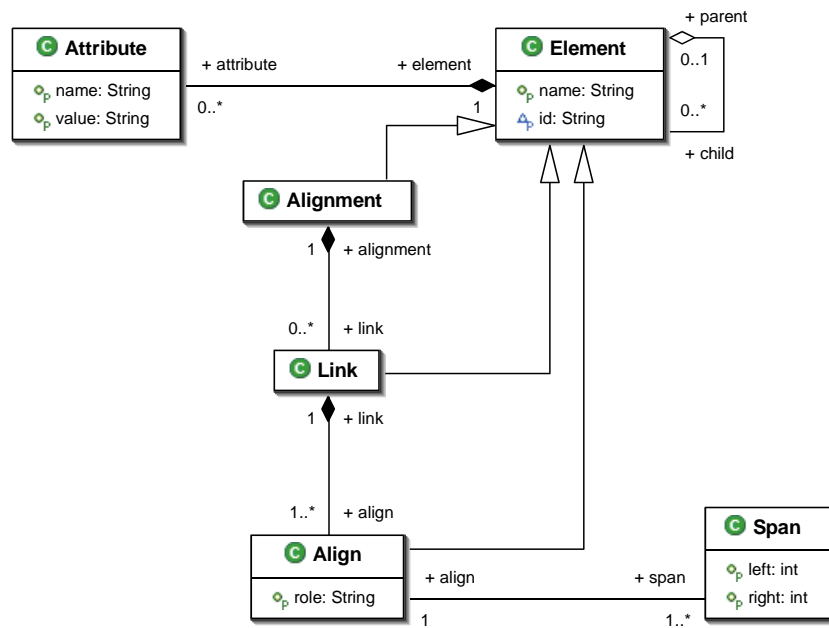 + parent
C Attribute
C Element
+ attribute
+ element
0..1
P name: String
P name: String
0..*
1
0..*
P value: String
P id: String
+ child
C Alignment
1
+ alignment
0..*
+ link
C Link
1
+ link
1..*
+ align
C Span
C Align
+ align
+ span
P left: int
P role: String
P right: int
1
1..*